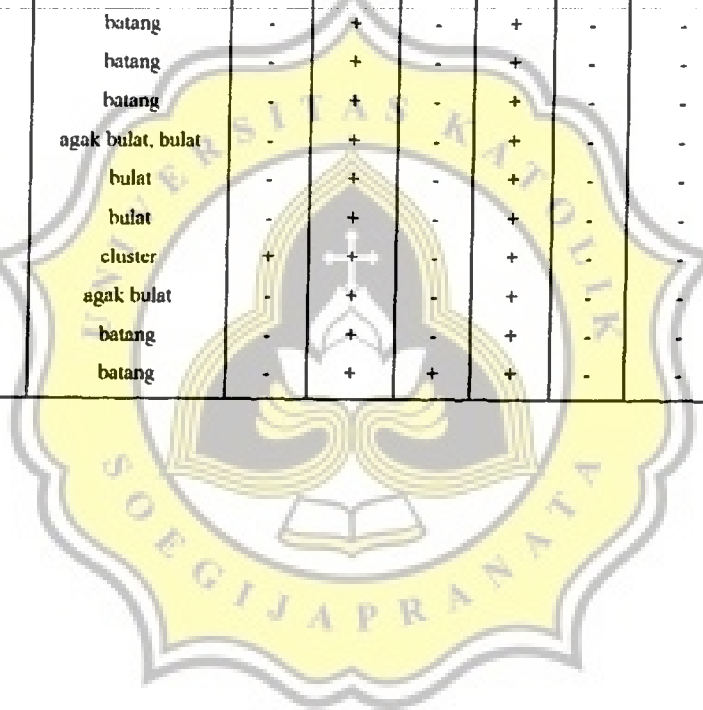 batang - + - + - -
batang - + - + - -
batang - + - + - -
agak bulat, bulat - + - + - -
bulat - + - + - -
bulat - + - + - -
cluster + + - + - -
agak bulat - + - + - -
batang - + - + - -
batang - + + + - -
UNIVERSITAS KATOLIK
SOEGIJAPRANATA